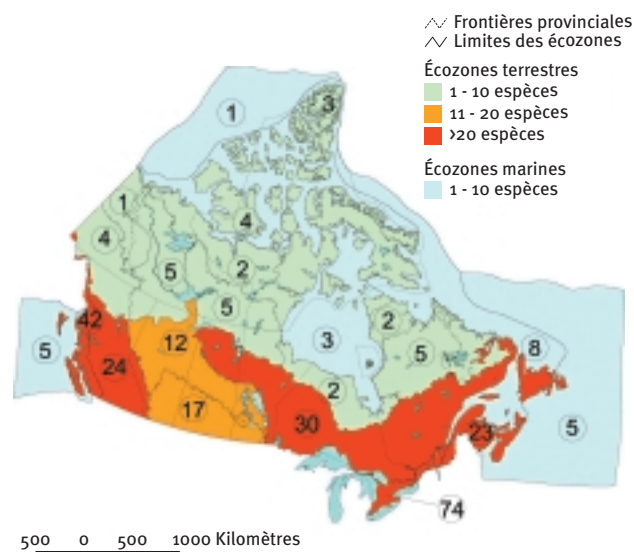 Frontières provinciales
Limites des écozones
Écozones terrestres
1 - 10 espèces
11 - 20 espèces
>20 espèces
Écozones marines
1 - 10 espèces
1
3
1
4
4
5
2
5
2
42
12
3
5
8
5
24
2
17
30
23
5
74
500 0 500 1000 Kilomètres